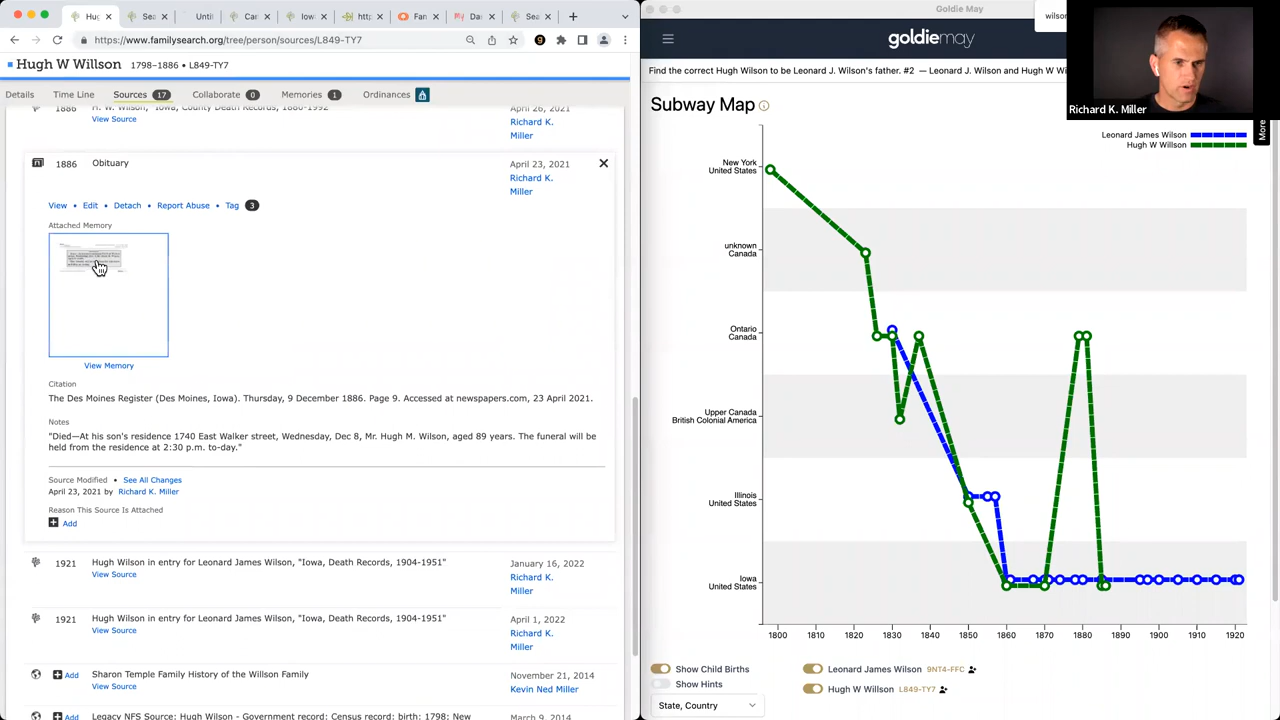 Hug
Sea
Until
Car
Ia
htt
Fan
Da
Sea
https://www.familysearch.org/tree/person/sources/L849-TY7
Hugh W Willson 1798–1886 • L849-TY7
Details Time Line Sources 17 Collaborate 0 Memories 1 Ordinances
1886 H. W Wilson, "Iowa, County Death Records, 1880-1992" April 26, 2021
View Source
Richard K.
Miller
1886 Obituary April 23, 2021
Richard K.
Miller
View • Edit • Detach • Report Abuse • Tag 3
Attached Memory
View Memory
Citation
The Des Moines Register (Des Moines, Iowa). Thursday, 9 December 1886. Page 9. Accessed at newspapers.com, 23 April 2021.
Notes
"Died—At his son's residence 1740 East Walker street, Wednesday, Dec 8, Mr. Hugh M. Wilson, aged 89 years. The funeral will be
held from the residence at 2:30 p.m. to-day."
Source Modified • See All Changes
April 23, 2021 by Richard K. Miller
Reason This Source Is Attached
Add
1921 Hugh Wilson in entry for Leonard James Wilson, "Iowa, Death Records, 1904-1951" January 16, 2022
View Source
Richard K.
Miller
1921 Hugh Wilson in entry for Leonard James Wilson, "Iowa, Death Records, 1904-1951" April 1, 2022
View Source
Richard K.
Miller
Add Sharon Temple Family History of the Willson Family November 21, 2014
View Source Kevin Ned Miller
Add Legacy NFS Source: Hugh Wilson - Government record: Census record: birth: 1798; New March 9, 2014
Goldie May
wilson
goldiemay
Find the correct Hugh Wilson to be Leonard J. Wilson's father. #2 — Leonard J. Wilson and Hugh W Wi
Richard K. Miller
More
Subway Map
Leonard James Wilson
Hugh W Willson
New York
United States
unknown
Canada
Ontario
Canada
Upper Canada
British Colonial America
Illinois
United States
Iowa
United States
1800 1810 1820 1830 1840 1850 1860 1870 1880 1890 1900 1910 1920
Show Child Births
Show Hints
State, Country
Leonard James Wilson 9NT4-FFC
Hugh W Willson L849-TY7